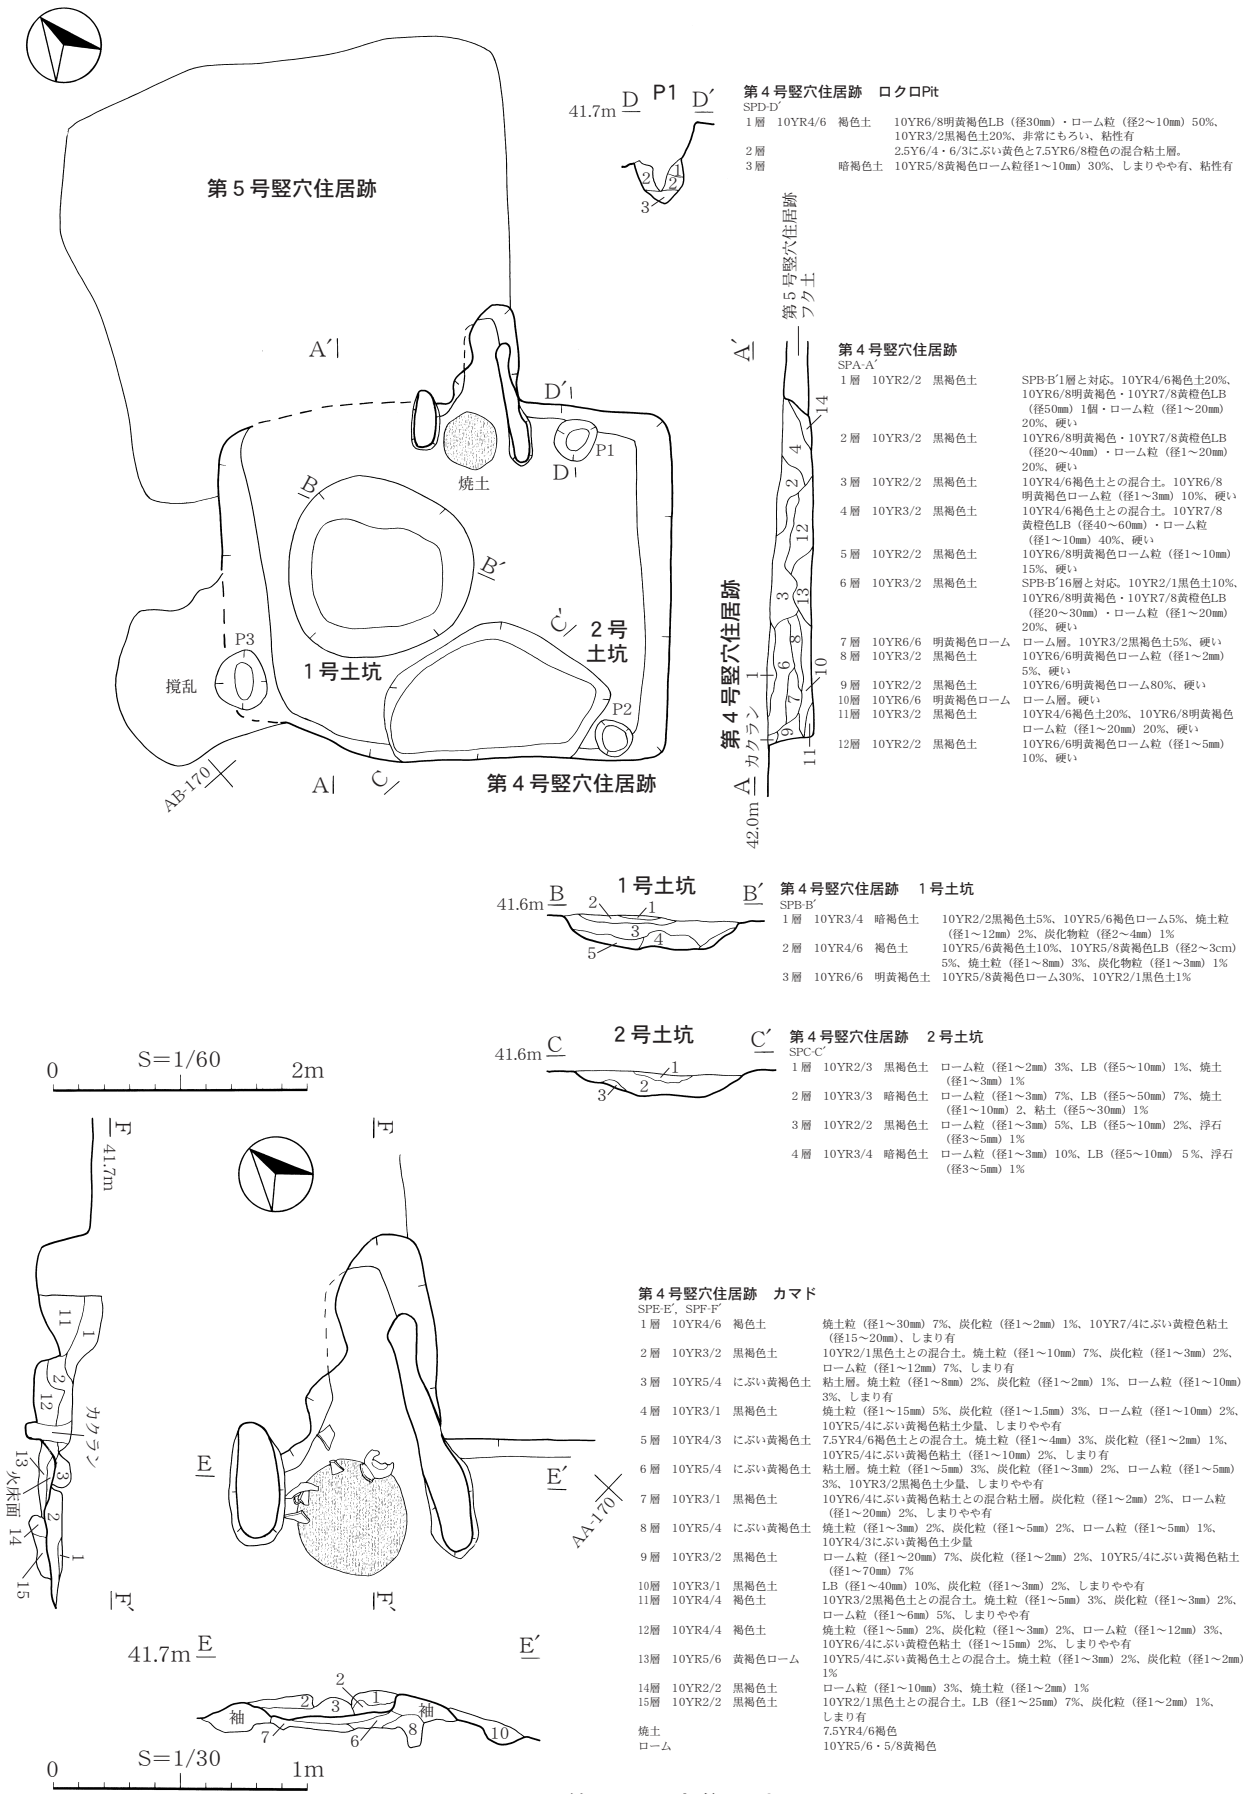 第５号竪穴住居跡
A′
D′
P1
D
焼土
B
B′
C′
２号
土坑
１号土坑
P3
撹乱
P2
AB-170
A
C
第４号竪穴住居跡
41.7m D P1 D′
1
2
2
3
第４号竪穴住居跡　ロクロPit
SPD-D′
１層　10YR4/6　褐色土　10YR6/8明黄褐色LB（径30㎜）・ローム粒（径2〜10㎜）50%、
10YR3/2黒褐色土20%、非常にもろい、粘性有
２層　2.5Y6/4・6/3にぶい黄色と7.5YR6/8橙色の混合粘土層。
３層　暗褐色土　10YR5/8黄褐色ローム粒径1〜10㎜）30%、しまりやや有、粘性有
第５号竪穴住居跡
フク土
A′
14
4
2
12
3
13
8
6
10
1
7
9
11
カクラン
第４号竪穴住居跡
42.0m A
第４号竪穴住居跡
SPA-A′
１層　10YR2/2　黒褐色土　SPB-B′1層と対応。10YR4/6褐色土20%、
10YR6/8明黄褐色・10YR7/8黄橙色LB
（径50㎜）1個・ローム粒（径1〜20㎜）
20%、硬い
２層　10YR3/2　黒褐色土　10YR6/8明黄褐色・10YR7/8黄橙色LB
（径20〜40㎜）・ローム粒（径1〜20㎜）
20%、硬い
３層　10YR2/2　黒褐色土　10YR4/6褐色土との混合土。10YR6/8
明黄褐色ローム粒（径1〜3㎜）10%、硬い
４層　10YR3/2　黒褐色土　10YR4/6褐色土との混合土。10YR7/8
黄橙色LB（径40〜60㎜）・ローム粒
（径1〜10㎜）40%、硬い
５層　10YR2/2　黒褐色土　10YR6/8明黄褐色ローム粒（径1〜10㎜）
15%、硬い
６層　10YR3/2　黒褐色土　SPB-B′16層と対応。10YR2/1黒色土10%、
10YR6/8明黄褐色・10YR7/8黄橙色LB
（径20〜30㎜）・ローム粒（径1〜20㎜）
20%、硬い
７層　10YR6/6　明黄褐色ローム　ローム層。10YR3/2黒褐色土5%、硬い
８層　10YR3/2　黒褐色土　10YR6/6明黄褐色ローム粒（径1〜2㎜）
5%、硬い
９層　10YR2/2　黒褐色土　10YR6/6明黄褐色ローム80%、硬い
10層　10YR6/6　明黄褐色ローム　ローム層。硬い
11層　10YR3/2　黒褐色土　10YR4/6褐色土20%、10YR6/8明黄褐色
ローム粒（径1〜20㎜）20%、硬い
12層　10YR2/2　黒褐色土　10YR6/6明黄褐色ローム粒（径1〜5㎜）
10%、硬い
41.6m B １号土坑 B′
2
1
3
4
5
第４号竪穴住居跡　１号土坑
SPB-B′
１層　10YR3/4　暗褐色土　10YR2/2黒褐色土5%、10YR5/6褐色ローム5%、焼土粒
（径1〜12㎜）2%、炭化物粒（径2〜4㎜）1%
２層　10YR4/6　褐色土　10YR5/6黄褐色土10%、10YR5/8黄褐色LB（径2〜3㎝）
5%、焼土粒（径1〜8㎜）3%、炭化物粒（径1〜3㎜）1%
３層　10YR6/6　明黄褐色土　10YR5/8黄褐色ローム30%、10YR2/1黒色土1%
41.6m C ２号土坑 C′
1
2
3
第４号竪穴住居跡　２号土坑
SPC-C′
１層　10YR2/3　黒褐色土　ローム粒（径1〜2㎜）3%、LB（径5〜10㎜）1%、焼土
（径1〜3㎜）1%
２層　10YR3/3　暗褐色土　ローム粒（径1〜3㎜）7%、LB（径5〜50㎜）7%、焼土
（径1〜10㎜）2、粘土（径5〜30㎜）1%
３層　10YR2/2　黒褐色土　ローム粒（径1〜3㎜）5%、LB（径5〜10㎜）2%、浮石
（径3〜5㎜）1%
４層　10YR3/4　暗褐色土　ローム粒（径1〜3㎜）10%、LB（径5〜10㎜）５%、浮石
（径3〜5㎜）1%
S＝1/60
0 2m
F
41.7m
11
1
2
12
カクラン
13
3
火床面
2
14
1
15
F′
F
E
E′
AA-170
F′
41.7m E E′
2
2
3
1
袖
袖
7
6
8
10
S＝1/30
0 1m
第４号竪穴住居跡　カマド
SPE-E′, SPF-F′
１層　10YR4/6　褐色土　焼土粒（径1〜30㎜）7%、炭化粒（径1〜2㎜）1%、10YR7/4にぶい黄橙色粘土
（径15〜20㎜）、しまり有
２層　10YR3/2　黒褐色土　10YR2/1黒色土との混合土。焼土粒（径1〜10㎜）7%、炭化粒（径1〜3㎜）2%、
ローム粒（径1〜12㎜）7%、しまり有
３層　10YR5/4　にぶい黄褐色土　粘土層。焼土粒（径1〜8㎜）2%、炭化粒（径1〜2㎜）1%、ローム粒（径1〜10㎜）
3%、しまり有
４層　10YR3/1　黒褐色土　焼土粒（径1〜15㎜）5%、炭化粒（径1〜1.5㎜）3%、ローム粒（径1〜10㎜）2%、
10YR5/4にぶい黄褐色粘土少量、しまりやや有
５層　10YR4/3　にぶい黄褐色土　7.5YR4/6褐色土との混合土。焼土粒（径1〜4㎜）3%、炭化粒（径1〜2㎜）1%、
10YR5/4にぶい黄褐色粘土（径1〜10㎜）2%、しまり有
６層　10YR5/4　にぶい黄褐色土　粘土層。焼土粒（径1〜5㎜）3%、炭化粒（径1〜3㎜）2%、ローム粒（径1〜5㎜）
3%、10YR3/2黒褐色土少量、しまりやや有
７層　10YR3/1　黒褐色土　10YR6/4にぶい黄褐色粘土との混合粘土層。炭化粒（径1〜2㎜）2%、ローム粒
（径1〜20㎜）2%、しまりやや有
８層　10YR5/4　にぶい黄褐色土　焼土粒（径1〜3㎜）2%、炭化粒（径1〜5㎜）2%、ローム粒（径1〜5㎜）1%、
10YR4/3にぶい黄褐色土少量
９層　10YR3/2　黒褐色土　ローム粒（径1〜20㎜）7%、炭化粒（径1〜2㎜）2%、10YR5/4にぶい黄褐色粘土
（径1〜70㎜）7%
10層　10YR3/1　黒褐色土　LB（径1〜40㎜）10%、炭化粒（径1〜3㎜）2%、しまりやや有
11層　10YR4/4　褐色土　10YR3/2黒褐色土との混合土。焼土粒（径1〜5㎜）3%、炭化粒（径1〜3㎜）2%、
ローム粒（径1〜6㎜）5%、しまりやや有
12層　10YR4/4　褐色土　焼土粒（径1〜5㎜）2%、炭化粒（径1〜3㎜）2%、ローム粒（径1〜12㎜）3%、
10YR6/4にぶい黄橙色粘土（径1〜15㎜）2%、しまりやや有
13層　10YR5/6　黄褐色ローム　10YR5/4にぶい黄褐色土との混合土。焼土粒（径1〜3㎜）2%、炭化粒（径1〜2㎜）
1%
14層　10YR2/2　黒褐色土　ローム粒（径1〜10㎜）3%、焼土粒（径1〜2㎜）1%
15層　10YR2/2　黒褐色土　10YR2/1黒色土との混合土。LB（径1〜25㎜）7%、炭化粒（径1〜2㎜）1%、
しまり有
焼土　7.5YR4/6褐色
ローム　10YR5/6・5/8黄褐色